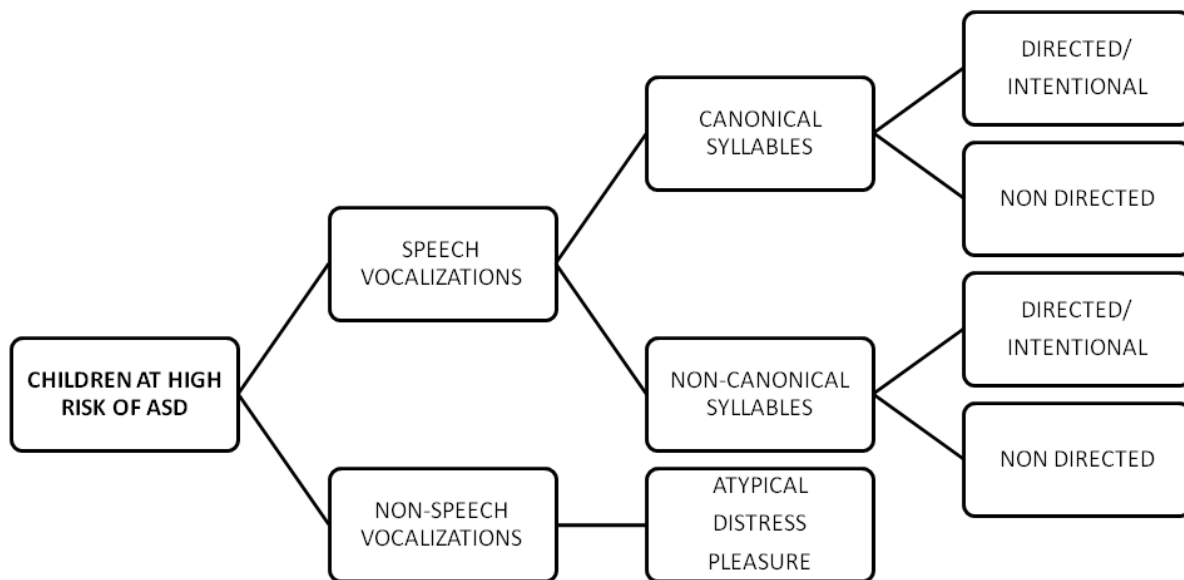 CHILDREN AT HIGH
RISK OF ASD
SPEECH
VOCALIZATIONS
CANONICAL
SYLLABLES
DIRECTED/
INTENTIONAL
NON DIRECTED
NON-CANONICAL
SYLLABLES
DIRECTED/
INTENTIONAL
NON DIRECTED
NON-SPEECH
VOCALIZATIONS
ATYPICAL
DISTRESS
PLEASURE